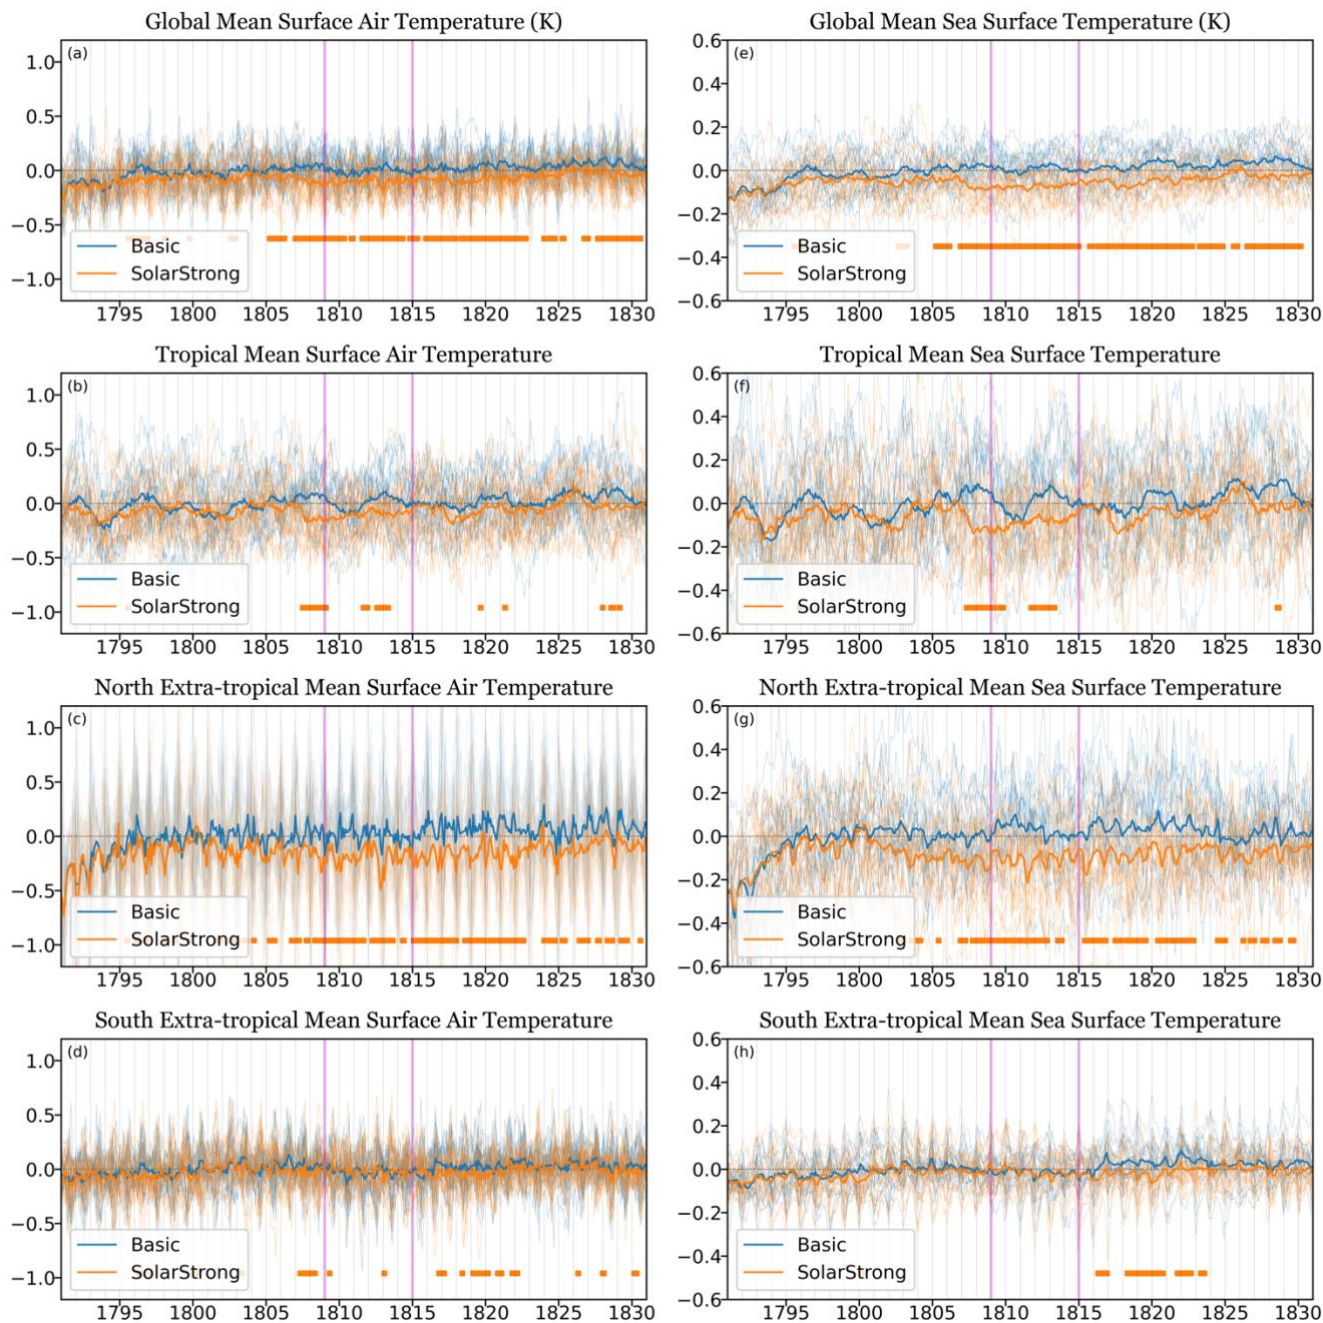 Global Mean Surface Air Temperature (K)
(a)
1.0
0.5
0.0
−0.5
−1.0
Basic
SolarStrong
1795 1800 1805 1810 1815 1820 1825 1830
Global Mean Sea Surface Temperature (K)
(e)
0.6
0.4
0.2
0.0
−0.2
−0.4
−0.6
Basic
SolarStrong
1795 1800 1805 1810 1815 1820 1825 1830
Tropical Mean Surface Air Temperature
(b)
1.0
0.5
0.0
−0.5
−1.0
Basic
SolarStrong
1795 1800 1805 1810 1815 1820 1825 1830
Tropical Mean Sea Surface Temperature
(f)
0.6
0.4
0.2
0.0
−0.2
−0.4
−0.6
Basic
SolarStrong
1795 1800 1805 1810 1815 1820 1825 1830
North Extra-tropical Mean Surface Air Temperature
(c)
1.0
0.5
0.0
−0.5
−1.0
Basic
SolarStrong
1795 1800 1805 1810 1815 1820 1825 1830
North Extra-tropical Mean Sea Surface Temperature
(g)
0.6
0.4
0.2
0.0
−0.2
−0.4
−0.6
Basic
SolarStrong
1795 1800 1805 1810 1815 1820 1825 1830
South Extra-tropical Mean Surface Air Temperature
(d)
1.0
0.5
0.0
−0.5
−1.0
Basic
SolarStrong
1795 1800 1805 1810 1815 1820 1825 1830
South Extra-tropical Mean Sea Surface Temperature
(h)
0.6
0.4
0.2
0.0
−0.2
−0.4
−0.6
Basic
SolarStrong
1795 1800 1805 1810 1815 1820 1825 1830